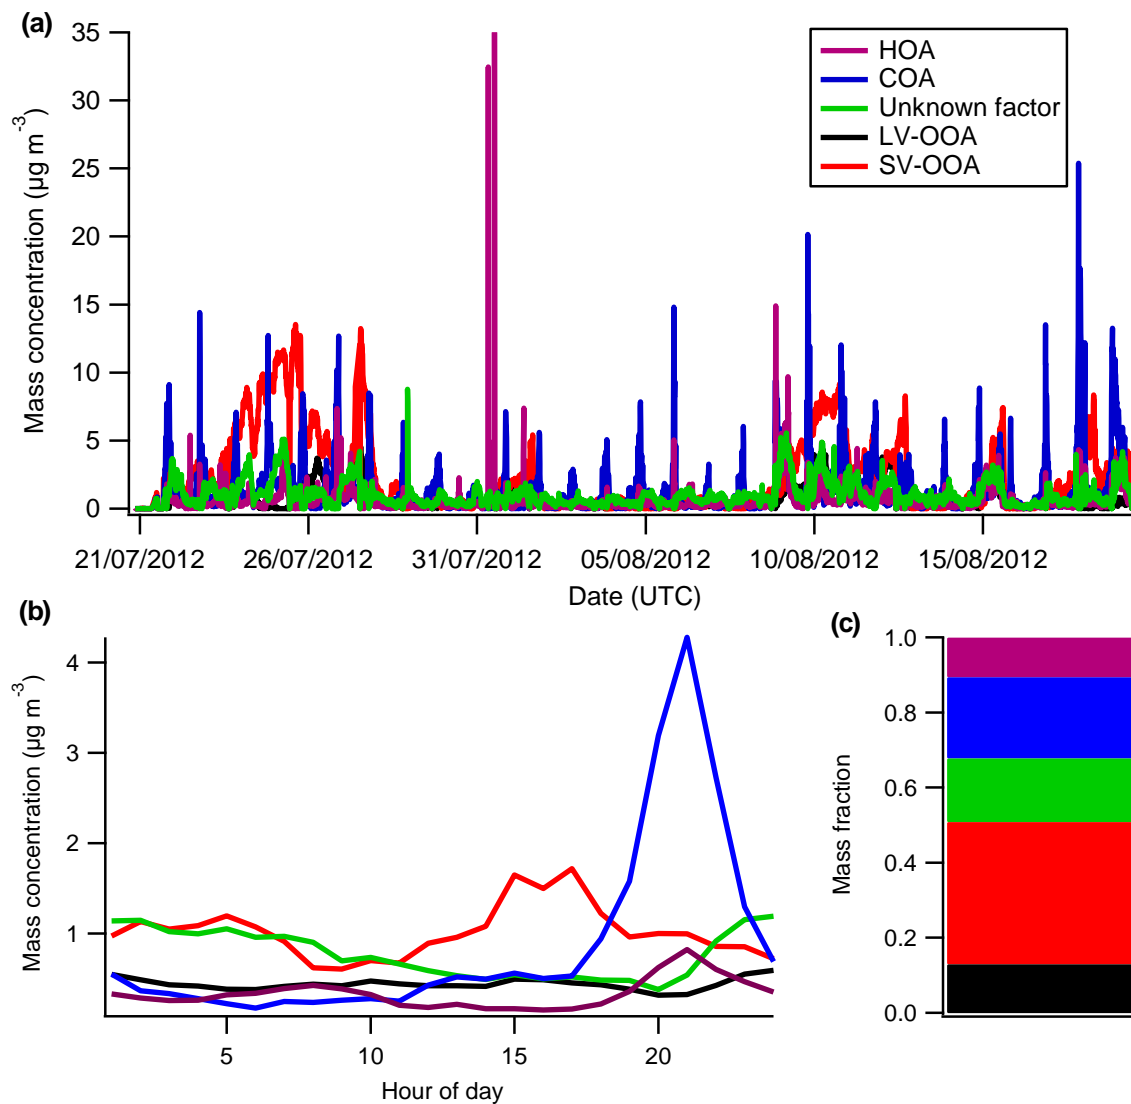 (a)
Mass concentration (µg m⁻³)
35
30
25
20
15
10
5
0
HOA
COA
Unknown factor
LV-OOA
SV-OOA
21/07/2012 26/07/2012 31/07/2012 05/08/2012 10/08/2012 15/08/2012
Date (UTC)
(b)
Mass concentration (µg m⁻³)
4
3
2
1
5 10 15 20
Hour of day
(c)
Mass fraction
1.0
0.8
0.6
0.4
0.2
0.0